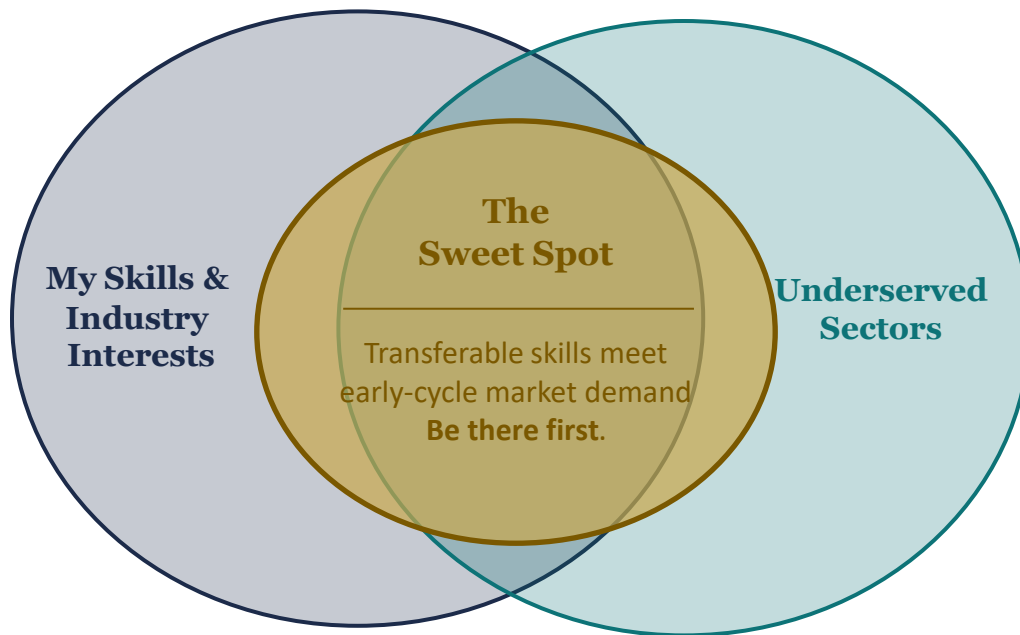 My Skills &
Industry
Interests
The
Sweet Spot
Transferable skills meet
early-cycle market demand
Be there first.
Underserved
Sectors